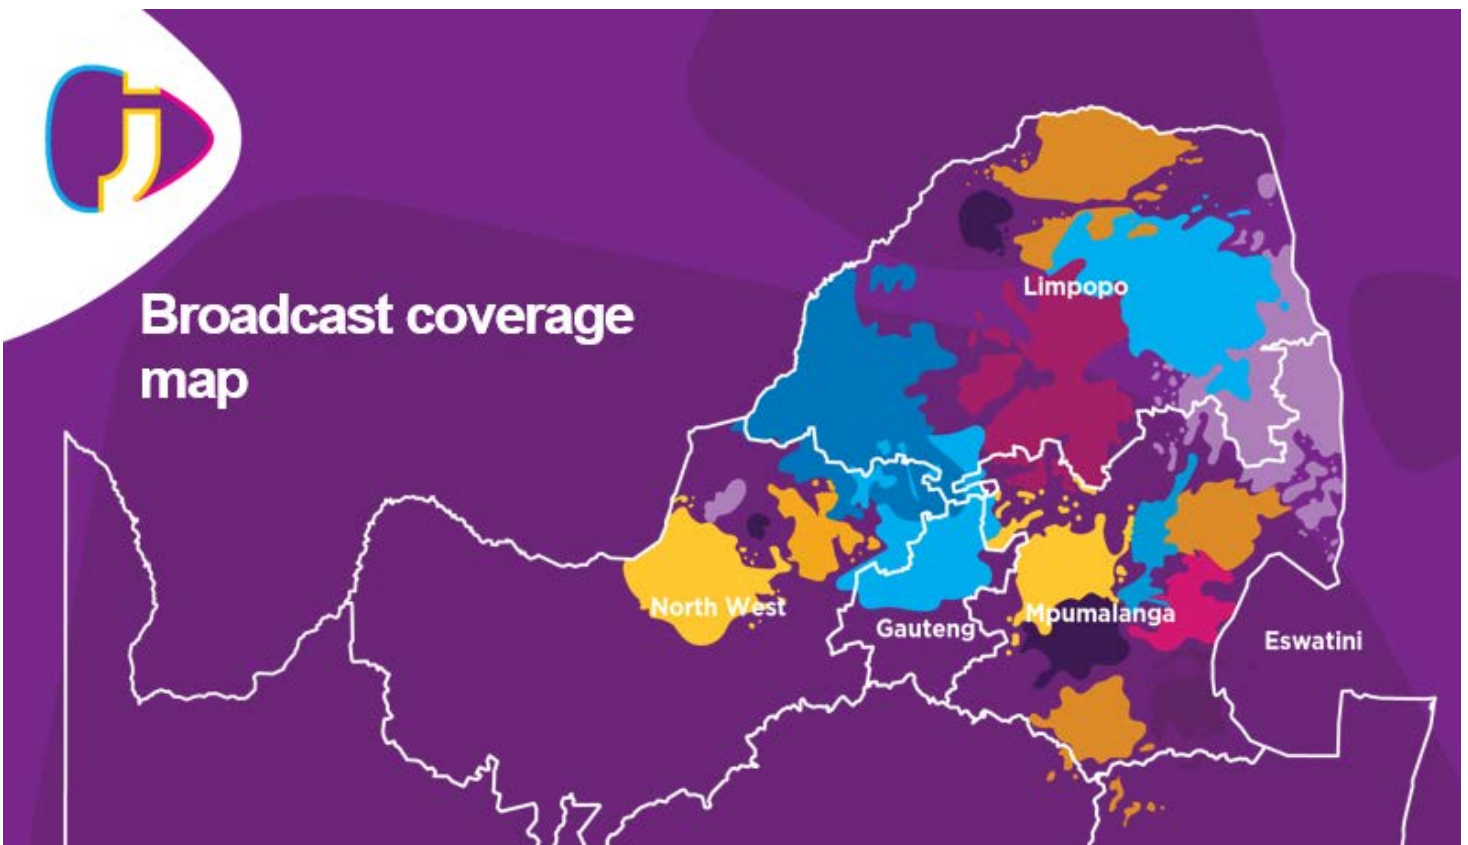 Broadcast coverage
map
Limpopo
North West
Gauteng
Mpumalanga
Eswatini